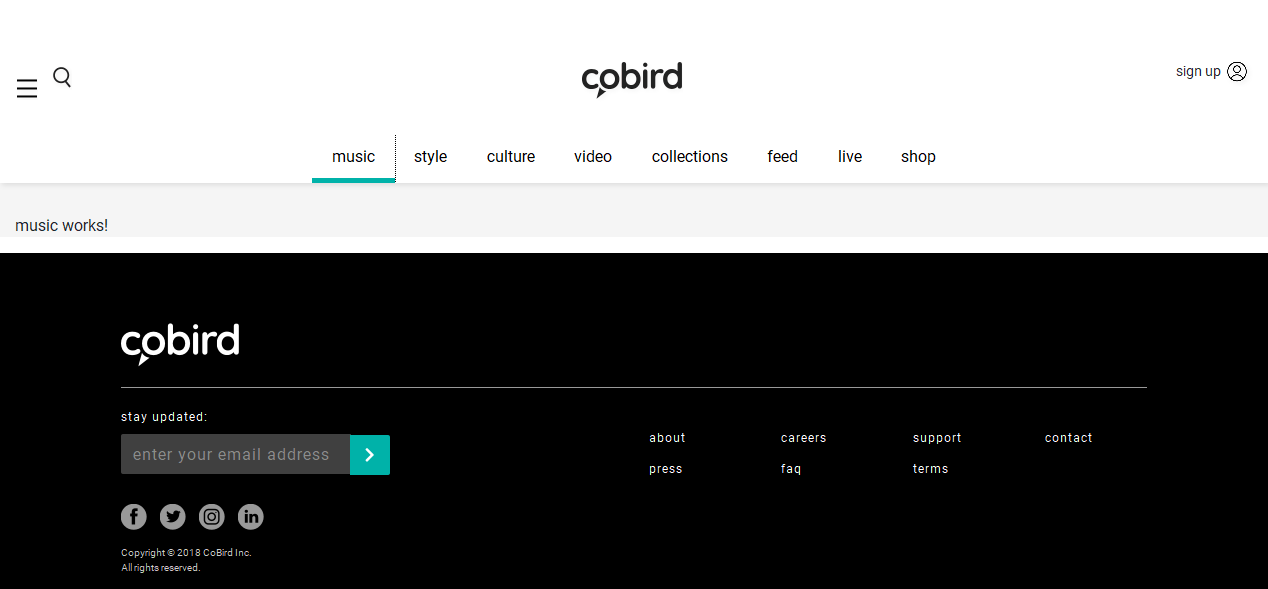 cobird
sign up
music style culture video collections feed live shop
music works!
cobird
stay updated:
enter your email address
about careers support contact
press faq terms
Copyright © 2018 CoBird Inc.
All rights reserved.